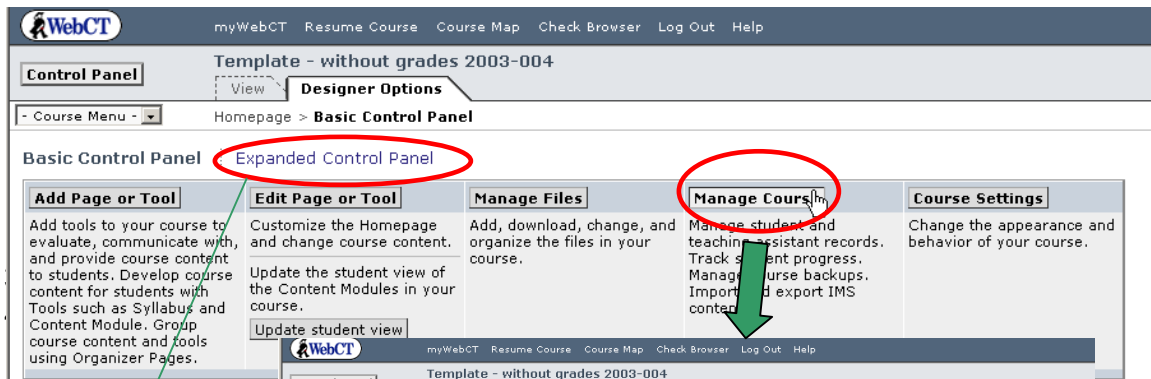 WebCT myWebCT Resume Course Course Map Check Browser Log Out Help
Control Panel Template - without grades 2003-004
View Designer Options
- Course Menu - Homepage > Basic Control Panel
Basic Control Panel Expanded Control Panel
Add Page or Tool
Add tools to your course to
evaluate, communicate with,
and provide course content
to students. Develop course
content for students with
Tools such as Syllabus and
Content Module. Group
course content and tools
using Organizer Pages.
Edit Page or Tool
Customize the Homepage
and change course content.
Update the student view of
the Content Modules in your
course.
Update student view
Manage Files
Add, download, change, and
organize the files in your
course.
Manage Cours
Manage student and
teaching assistant records.
Track student progress.
Manage course backups.
Import and export IMS
content
Course Settings
Change the appearance and
behavior of your course.
WebCT myWebCT Resume Course Course Map Check Browser Log Out Help
Template - without grades 2003-004